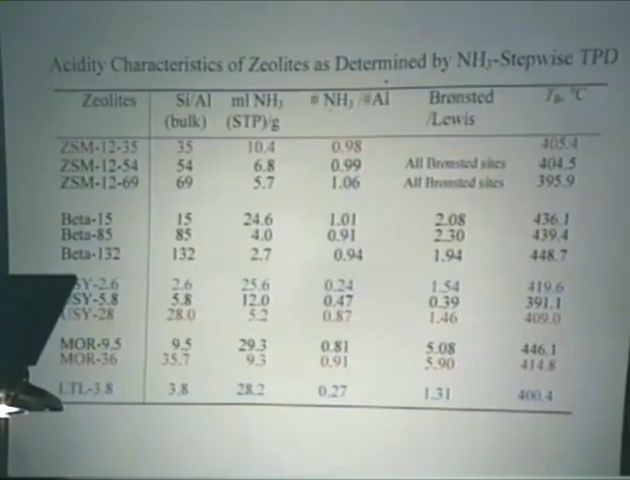 Acidity Characteristics of Zeolites as Determined by NH₃-Stepwise TPD
Zeolites Si/Al ml NH₃ # NH₃ /#Al Brønsted °C
(bulk) (STP)/g /Lewis
ZSM-12-35 35 10.4 0.98 405.4
ZSM-12-54 54 6.8 0.99 All Brønsted sites 404.5
ZSM-12-69 69 5.7 1.06 All Brønsted sites 395.9
Beta-15 15 24.6 1.01 2.08 436.1
Beta-85 85 4.0 0.91 2.30 439.4
Beta-132 132 2.7 0.94 1.94 448.7
SY-2.6 2.6 25.6 0.24 1.54 419.6
SY-5.8 5.8 12.0 0.47 0.39 391.1
USY-28 28.0 5.2 0.87 1.46 409.0
MOR-9.5 9.5 29.3 0.81 5.08 446.1
MOR-36 35.7 9.3 0.91 5.90 414.8
LTL-3.8 3.8 28.2 0.27 1.31 400.4